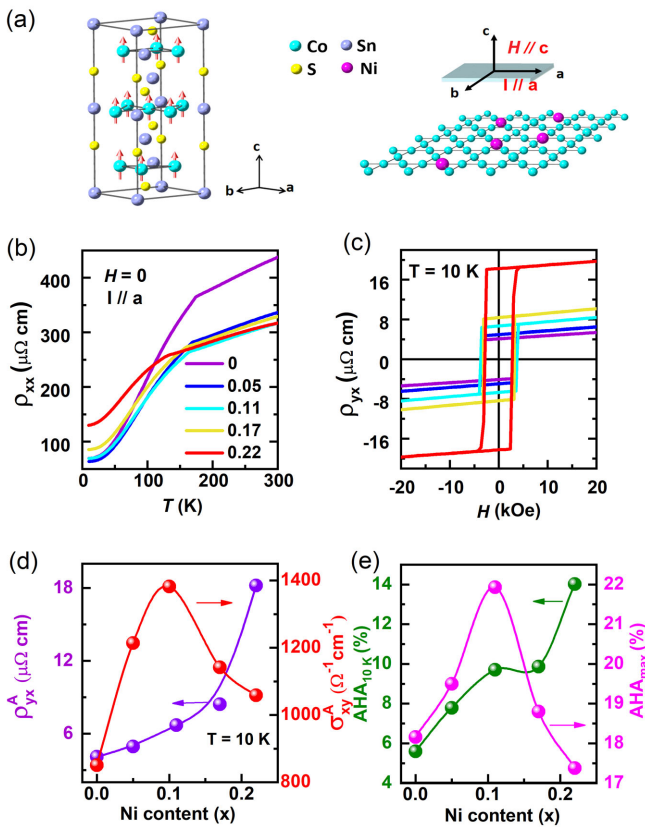 (a)
Co
Sn
S
Ni
c
b
a
c
H // c
a
b
I // a
(b)
H = 0
I // a
400
300
200
100
ρxx (μΩ cm)
0
0.05
0.11
0.17
0.22
0
100
200
300
T (K)
(c)
T = 10 K
16
8
0
-8
-16
ρyx (μΩ cm)
-20
-10
0
10
20
H (kOe)
(d)
18
12
6
ρᴬyx (μΩ cm)
T = 10 K
1400
1200
1000
800
σᴬxy (Ω⁻¹cm⁻¹)
0.0
0.1
0.2
Ni content (x)
(e)
14
12
10
8
6
4
AHA10 K (%)
22
21
20
19
18
17
AHAmax (%)
0.0
0.1
0.2
Ni content (x)